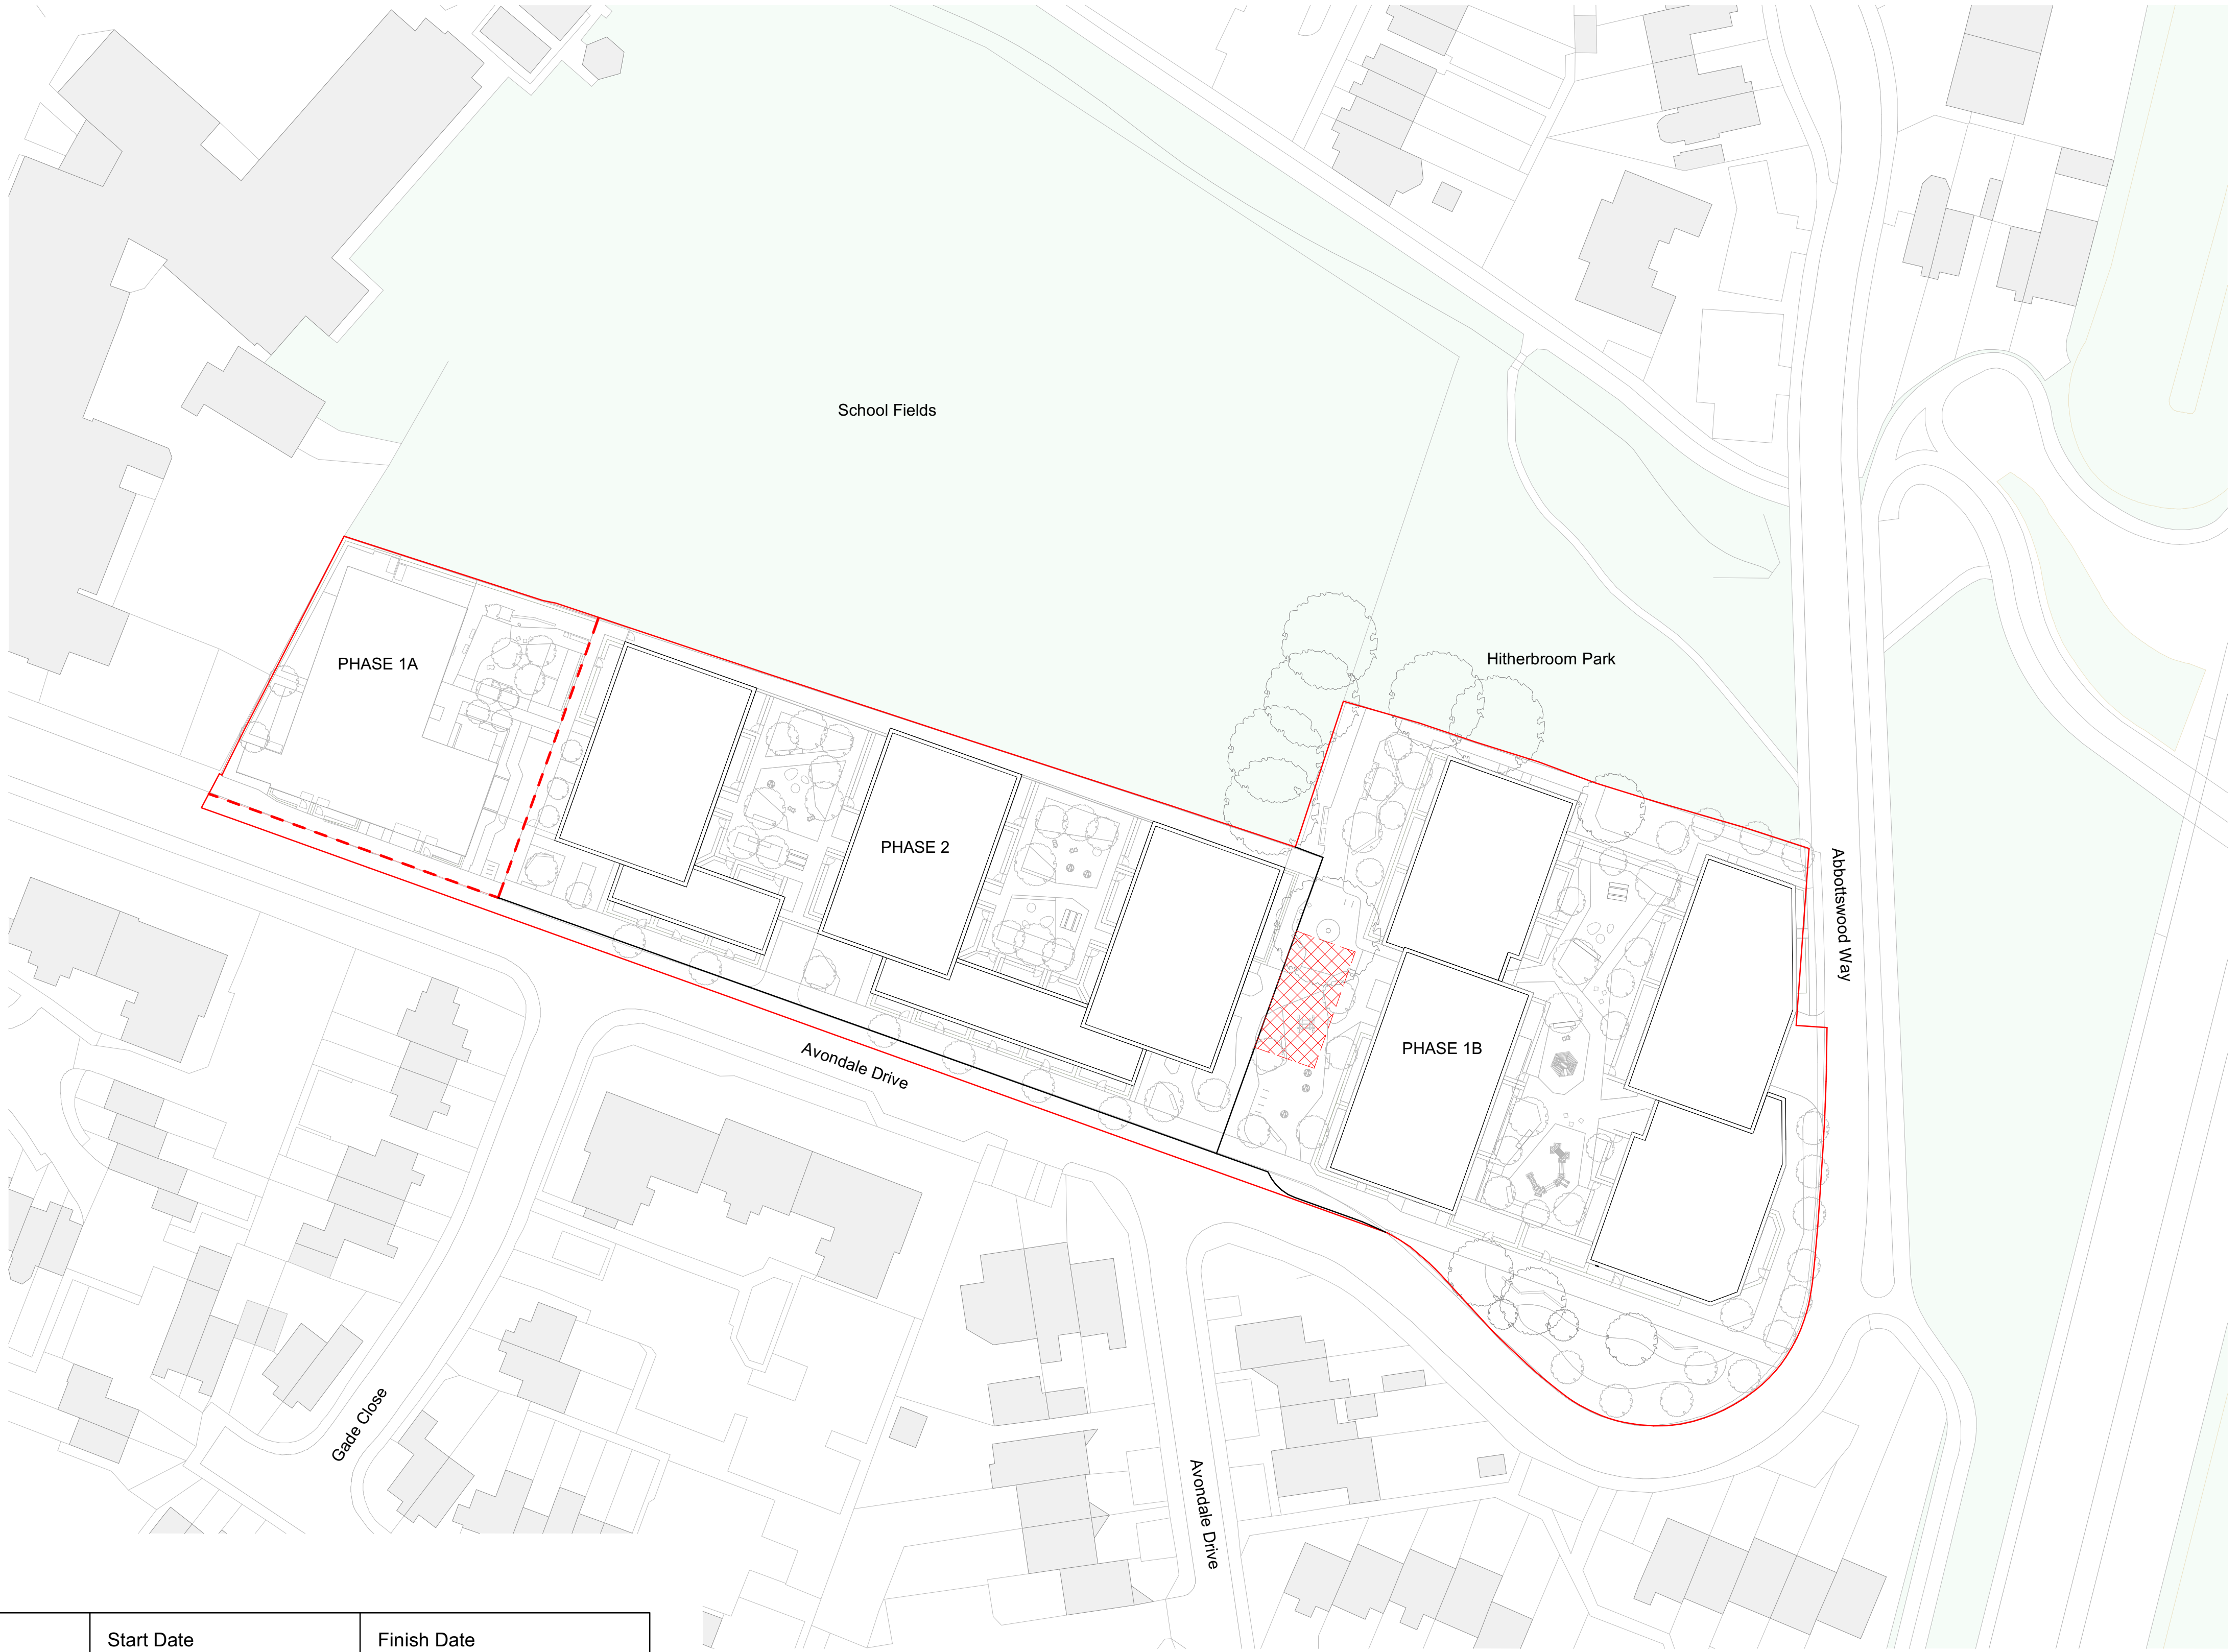 School Fields
PHASE 1A
Hitherbroom Park
PHASE 2
Abbottswood Way
PHASE 1B
Avondale Drive
Gade Close
Avondale Drive
Start Date
Finish Date